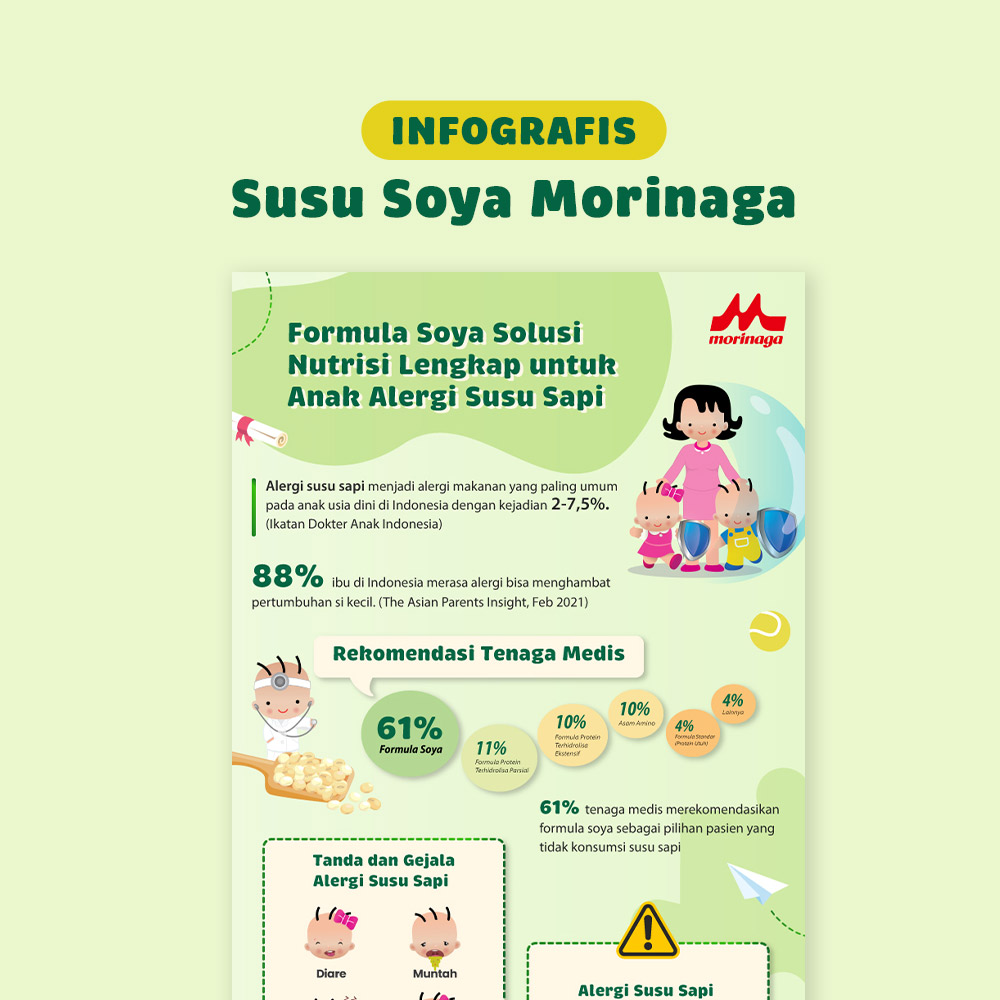 INFOGRAFIS
Susu Soya Morinaga
morinaga
Formula Soya Solusi
Nutrisi Lengkap untuk
Anak Alergi Susu Sapi
Alergi susu sapi menjadi alergi makanan yang paling umum
pada anak usia dini di Indonesia dengan kejadian 2-7,5%.
(Ikatan Dokter Anak Indonesia)
88% ibu di Indonesia merasa alergi bisa menghambat
pertumbuhan si kecil. (The Asian Parents Insight, Feb 2021)
Rekomendasi Tenaga Medis
61%
Formula Soya
11%
Formula Protein
Terhidrolisa Parsial
10%
Formula Protein
Terhidrolisa
Ekstensif
10%
Asam Amino
4%
Formula Standar
(Protein Utuh)
4%
Lainnya
61% tenaga medis merekomendasikan
formula soya sebagai pilihan pasien yang
tidak konsumsi susu sapi
Tanda dan Gejala
Alergi Susu Sapi
Diare
Muntah
Alergi Susu Sapi